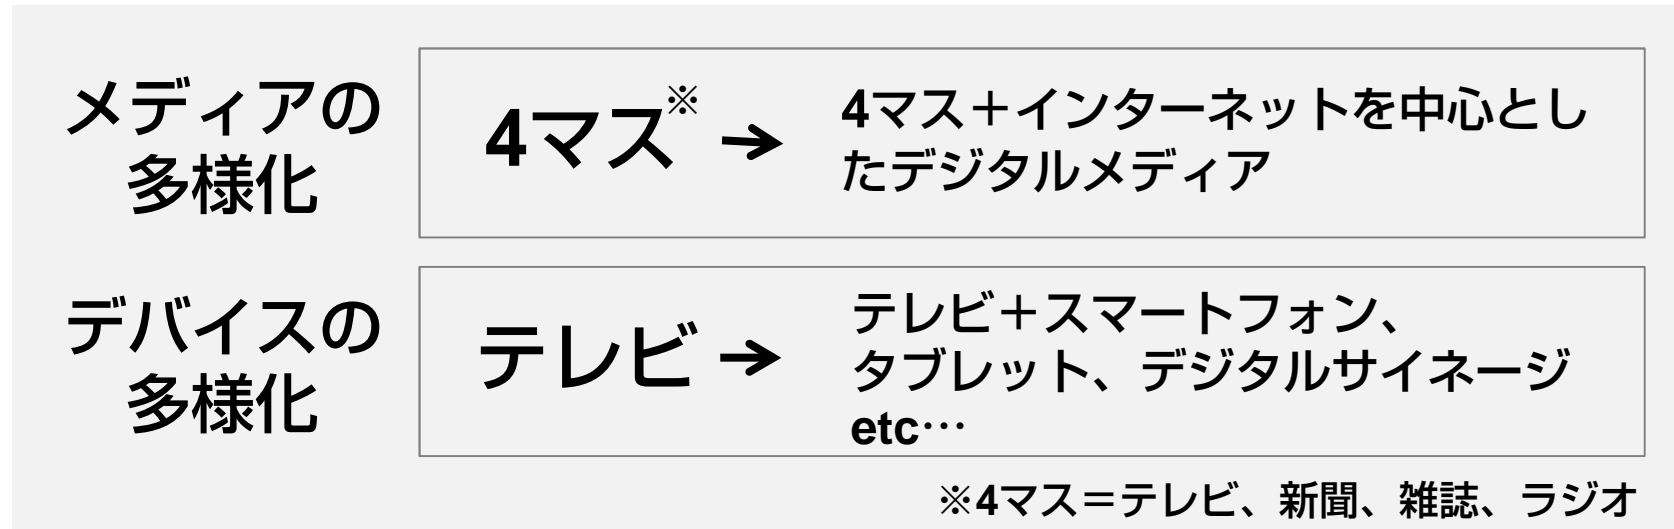 メディアの
多様化
4マス※ →
4マス＋インターネットを中心とし
たデジタルメディア
デバイスの
多様化
テレビ →
テレビ＋スマートフォン、
タブレット、デジタルサイネージ
etc…
※4マス＝テレビ、新聞、雑誌、ラジオ